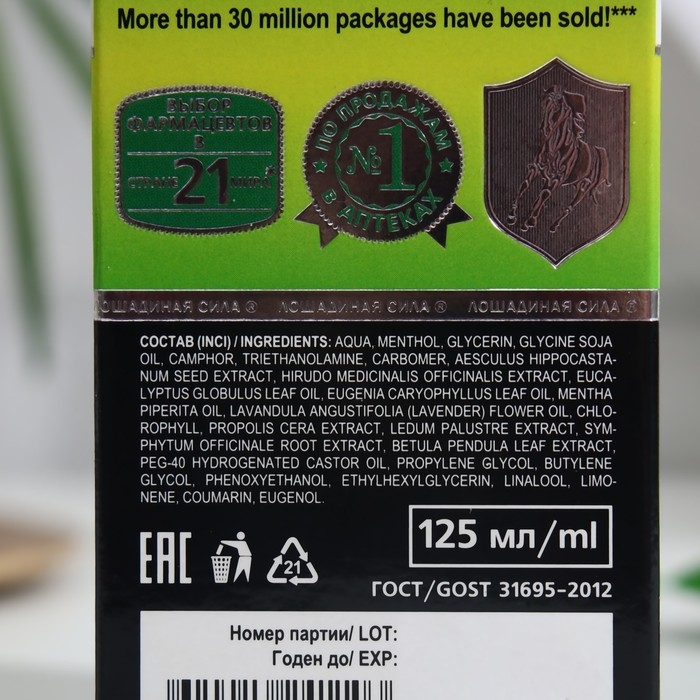 More than 30 million packages have been sold!***
ВЫБОР
ФАРМАЦЕВТОВ
В
СТРАНЕ 21 МИРА*
ПО ПРОДАЖАМ
№1
В АПТЕКАХ
ЛОШАДИНАЯ СИЛА ® ЛОШАДИНАЯ СИЛА ® ЛОШАДИНАЯ СИЛА ®
СОСТАВ (INCI) / INGREDIENTS: AQUA, MENTHOL, GLYCERIN, GLYCINE SOJA
OIL, CAMPHOR, TRIETHANOLAMINE, CARBOMER, AESCULUS HIPPOCASTA-
NUM SEED EXTRACT, HIRUDO MEDICINALIS OFFICINALIS EXTRACT, EUCA-
LYPTUS GLOBULUS LEAF OIL, EUGENIA CARYOPHYLLUS LEAF OIL, MENTHA
PIPERITA OIL, LAVANDULA ANGUSTIFOLIA (LAVENDER) FLOWER OIL, CHLO-
ROPHYLL, PROPOLIS CERA EXTRACT, LEDUM PALUSTRE EXTRACT, SYM-
PHYTUM OFFICINALE ROOT EXTRACT, BETULA PENDULA LEAF EXTRACT,
PEG-40 HYDROGENATED CASTOR OIL, PROPYLENE GLYCOL, BUTYLENE
GLYCOL, PHENOXYETHANOL, ETHYLHEXYLGLYCERIN, LINALOOL, LIMO-
NENE, COUMARIN, EUGENOL.
EAC
21
125 мл/ml
ГОСТ/GOST 31695-2012
Номер партии/ LOT:
Годен до/ EXP: